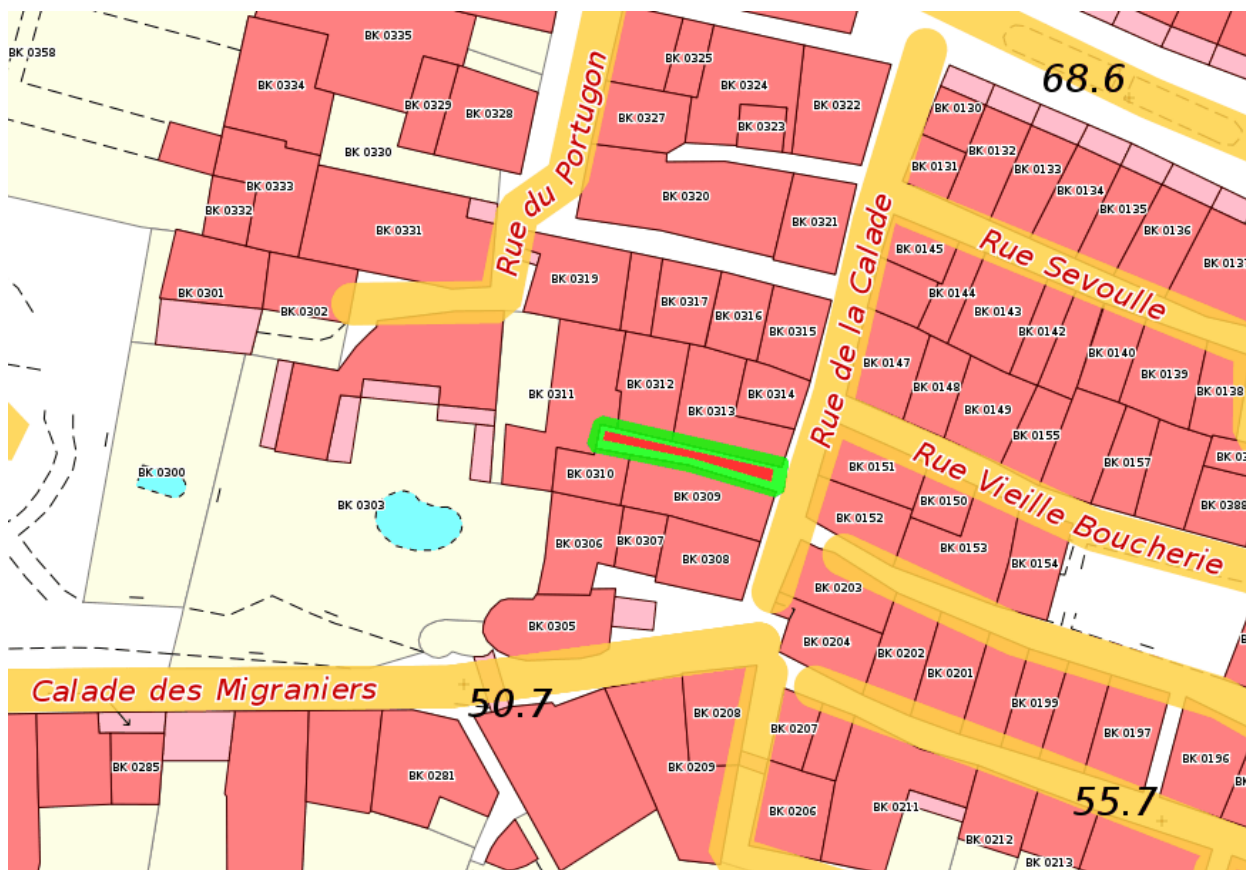 BK 0335
BK 0358
BK 0334
BK 0329
BK 0328
BK 0330
BK 0333
BK 0332
BK 0331
BK 0301
BK 0302
Rue du Portugon
BK 0325
BK 0324
BK 0322
BK 0327
BK 0323
BK 0320
BK 0321
68.6
BK 0130
BK 0131
BK 0132
BK 0133
BK 0134
BK 0135
BK 0136
BK 0137
Rue Sevoulle
Rue de la Calade
BK 0145
BK 0144
BK 0143
BK 0142
BK 0140
BK 0139
BK 0138
BK 0319
BK 0317
BK 0316
BK 0315
BK 0311
BK 0312
BK 0313
BK 0314
BK 0147
BK 0148
BK 0149
BK 0155
BK 0157
BK 0388
BK 0300
BK 0303
BK 0310
BK 0309
BK 0306
BK 0307
BK 0308
BK 0151
BK 0150
BK 0152
BK 0153
BK 0154
Rue Vieille Boucherie
BK 0305
BK 0203
BK 0204
BK 0202
BK 0201
BK 0199
BK 0197
BK 0196
Calade des Migraniers
50.7
BK 0208
BK 0207
BK 0209
BK 0206
BK 0285
BK 0281
BK 0211
BK 0212
BK 0213
55.7